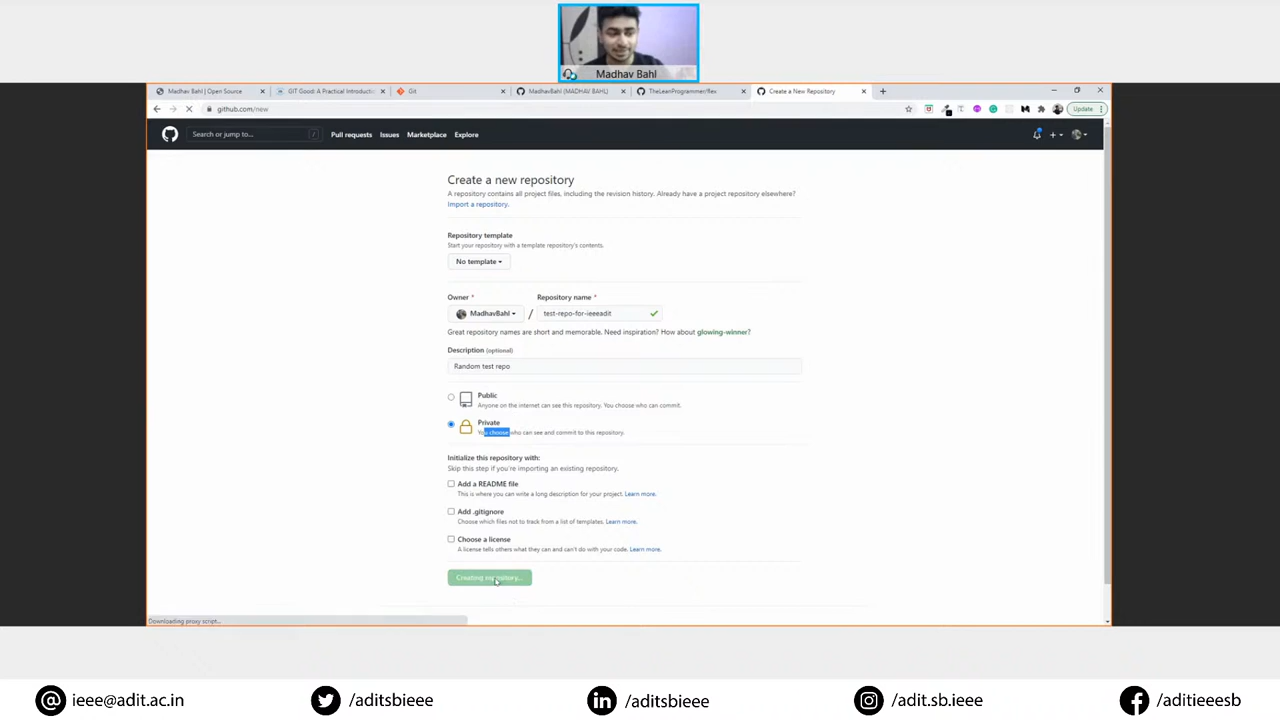 Madhav Bahl
Madhav Bahl | Open Source
GIT Good: A Practical Introducti
Git
MadhavBahl (MADHAV BAHL)
TheLeanProgrammer/flex
Create a New Repository
github.com/new
Update
Search or jump to...
/
Pull requests
Issues
Marketplace
Explore
Create a new repository
A repository contains all project files, including the revision history. Already have a project repository elsewhere?
Import a repository.
Repository template
Start your repository with a template repository's contents.
No template
Owner *
Repository name *
MadhavBahl
/
test-repo-for-ieeeadit
Great repository names are short and memorable. Need inspiration? How about glowing-winner?
Description (optional)
Random test repo
Public
Anyone on the internet can see this repository. You choose who can commit.
Private
You choose who can see and commit to this repository.
Initialize this repository with:
Skip this step if you're importing an existing repository.
Add a README file
This is where you can write a long description for your project. Learn more.
Add .gitignore
Choose which files not to track from a list of templates. Learn more.
Choose a license
A license tells others what they can and can't do with your code. Learn more.
Creating repository...
Downloading proxy script...
ieee@adit.ac.in
/aditsbieee
/aditsbieee
/adit.sb.ieee
/aditieeesb